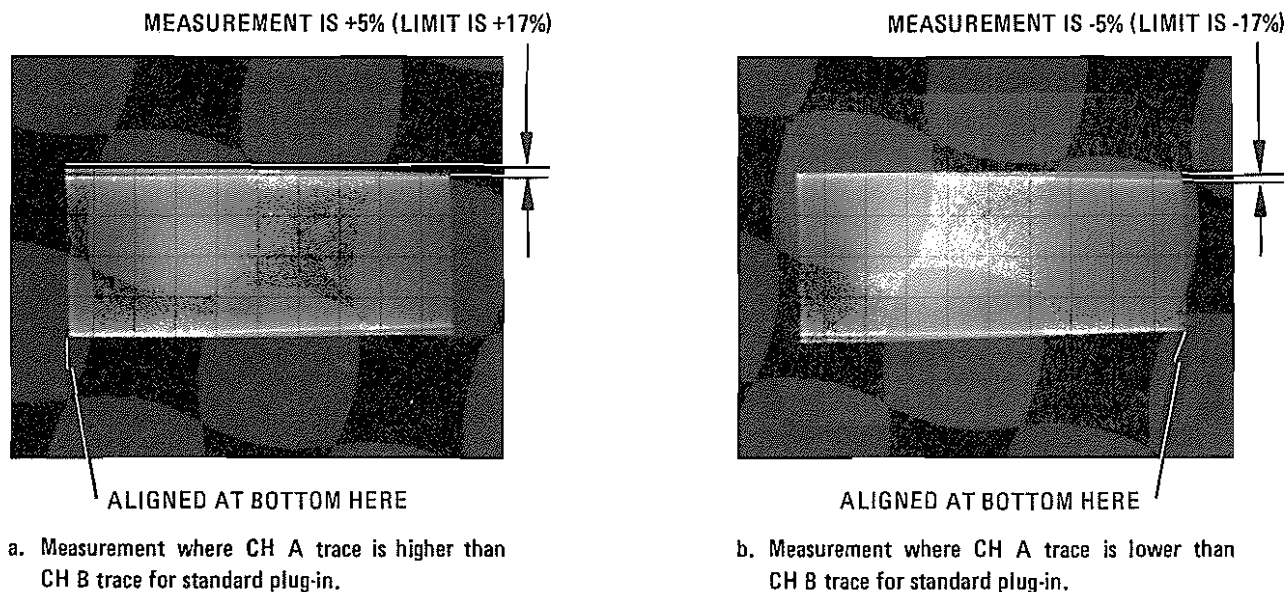 MEASUREMENT IS +5% (LIMIT IS +17%)
ALIGNED AT BOTTOM HERE
a. Measurement where CH A trace is higher than
CH B trace for standard plug-in.
MEASUREMENT IS -5% (LIMIT IS -17%)
ALIGNED AT BOTTOM HERE
b. Measurement where CH A trace is lower than
CH B trace for standard plug-in.